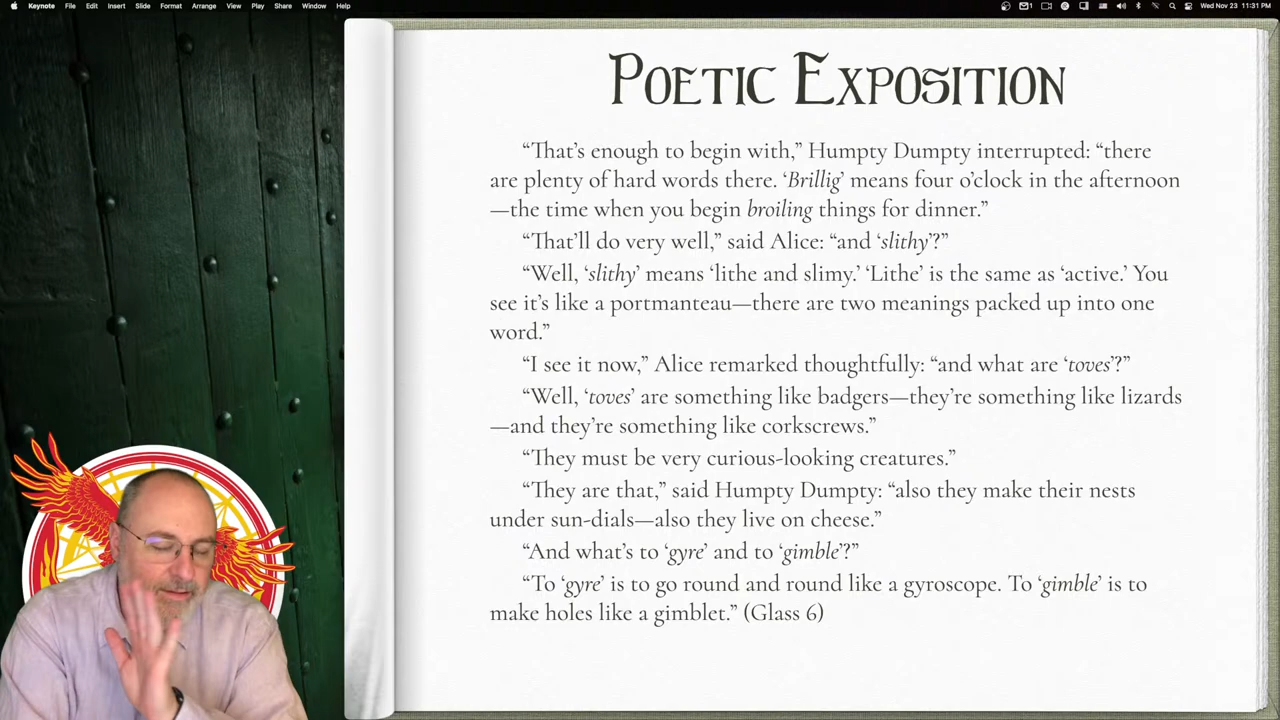 Keynote File Edit Insert Slide Format Arrange View Play Share Window Help 1 Wed Nov 23 11:31 PM
POETIC EXPOSITION
“That’s enough to begin with,” Humpty Dumpty interrupted: “there
are plenty of hard words there. ‘Brillig’ means four o’clock in the afternoon
—the time when you begin broiling things for dinner.”
“That’ll do very well,” said Alice: “and ‘slithy’?”
“Well, ‘slithy’ means ‘lithe and slimy.’ ‘Lithe’ is the same as ‘active.’ You
see it’s like a portmanteau—there are two meanings packed up into one
word.”
“I see it now,” Alice remarked thoughtfully: “and what are ‘toves’?”
“Well, ‘toves’ are something like badgers—they’re something like lizards
—and they’re something like corkscrews.”
“They must be very curious-looking creatures.”
“They are that,” said Humpty Dumpty: “also they make their nests
under sun-dials—also they live on cheese.”
“And what’s to ‘gyre’ and to ‘gimble’?”
“To ‘gyre’ is to go round and round like a gyroscope. To ‘gimble’ is to
make holes like a gimblet.” (Glass 6)